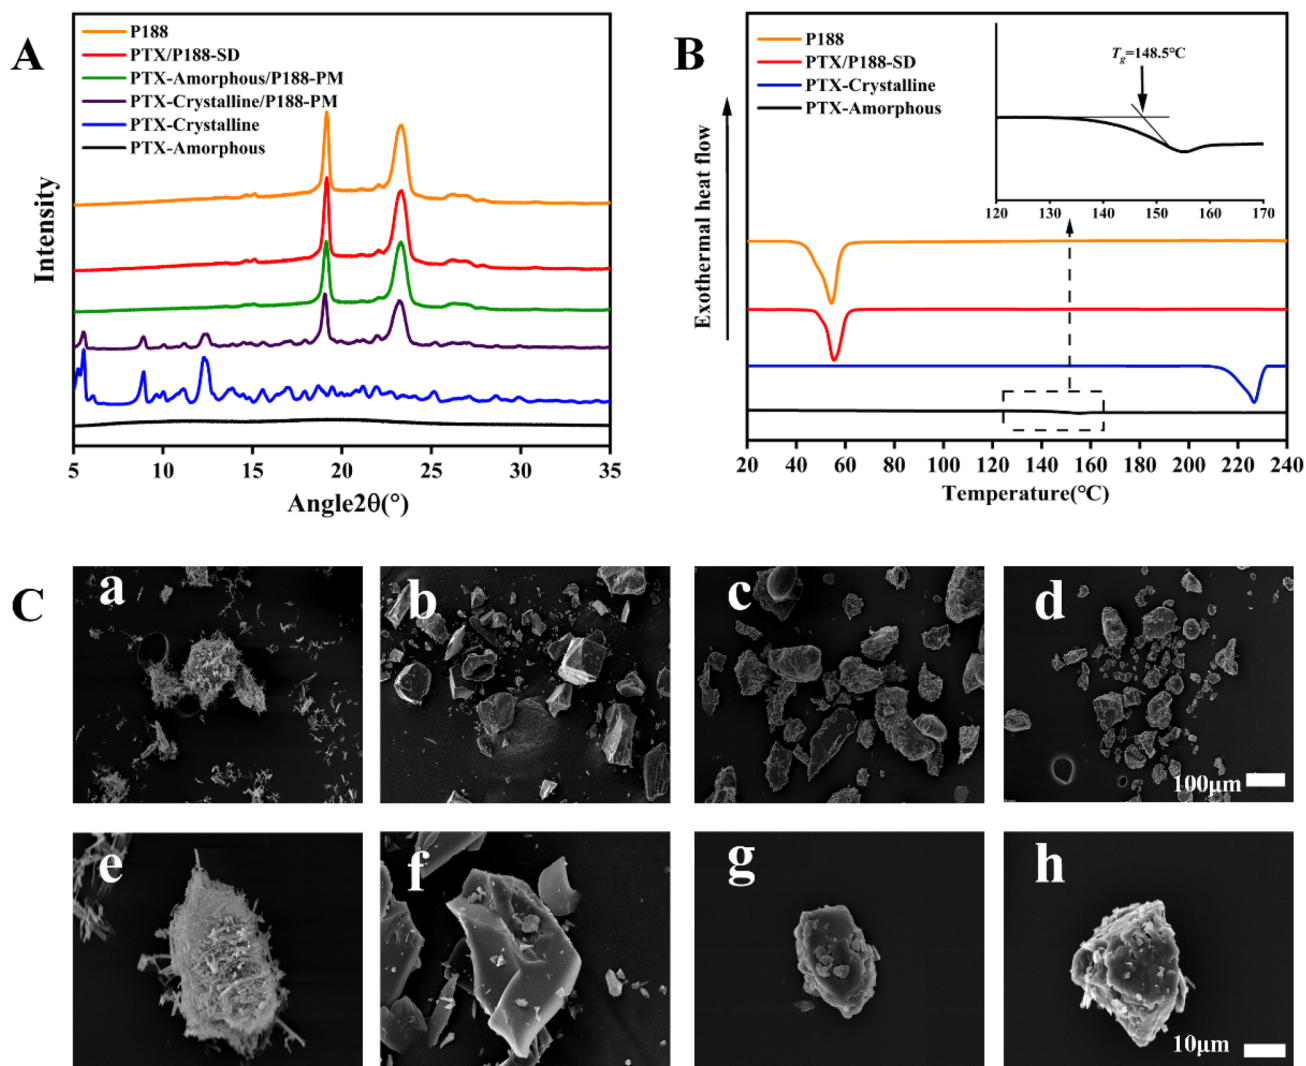 A
P188
PTX/P188-SD
PTX-Amorphous/P188-PM
PTX-Crystalline/P188-PM
PTX-Crystalline
PTX-Amorphous
Intensity
5 10 15 20 25 30 35
Angle2θ(°)
B
P188
PTX/P188-SD
PTX-Crystalline
PTX-Amorphous
Tg=148.5°C
120 130 140 150 160 170
Exothermal heat flow
20 40 60 80 100 120 140 160 180 200 220 240
Temperature(°C)
C
a
b
c
d
100μm
e
f
g
h
10μm